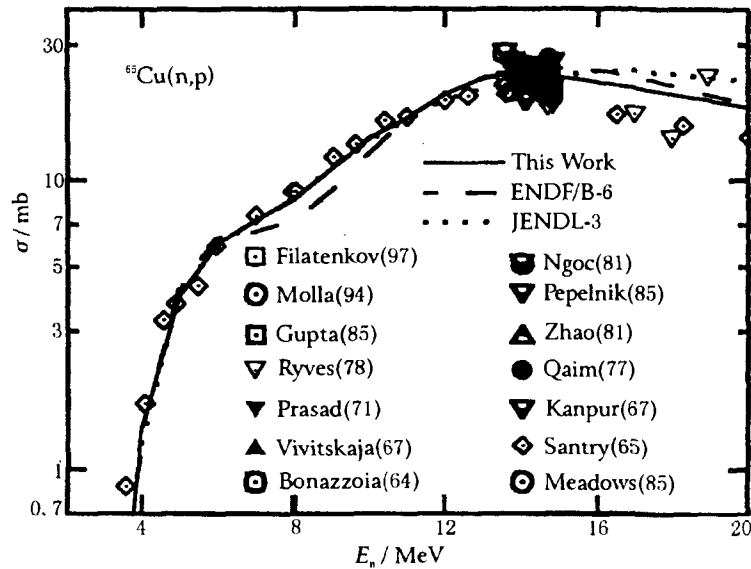 30
⁶⁵Cu(n,p)
10
7
5
3
1
0.7
σ / mb
This Work
ENDF/B-6
JENDL-3
Filatenkov(97)
Molla(94)
Gupta(85)
Ryves(78)
Prasad(71)
Vivitskaja(67)
Bonazzoia(64)
Ngoc(81)
Pepelnik(85)
Zhao(81)
Qaim(77)
Kanpur(67)
Santry(65)
Meadows(85)
4 8 12 16 20
Eₙ / MeV